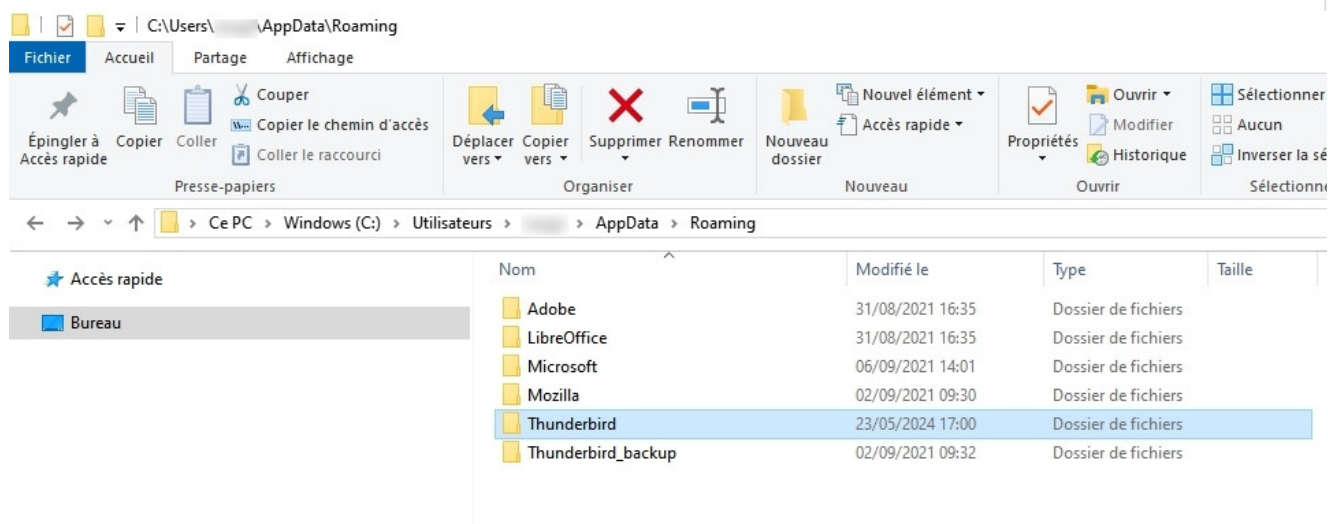 C:\Users\ \AppData\Roaming
Fichier Accueil Partage Affichage
Épingler à Accès rapide
Copier
Coller
Couper
Copier le chemin d'accès
Coller le raccourci
Presse-papiers
Déplacer vers
Copier vers
Supprimer
Renommer
Organiser
Nouveau dossier
Nouvel élément
Accès rapide
Nouveau
Propriétés
Ouvrir
Modifier
Historique
Ouvrir
Sélectionner
Aucun
Inverser la sé
Sélectionne
Ce PC > Windows (C:) > Utilisateurs > > AppData > Roaming
Accès rapide
Bureau
Nom Modifié le Type Taille
Adobe 31/08/2021 16:35 Dossier de fichiers
LibreOffice 31/08/2021 16:35 Dossier de fichiers
Microsoft 06/09/2021 14:01 Dossier de fichiers
Mozilla 02/09/2021 09:30 Dossier de fichiers
Thunderbird 23/05/2024 17:00 Dossier de fichiers
Thunderbird_backup 02/09/2021 09:32 Dossier de fichiers